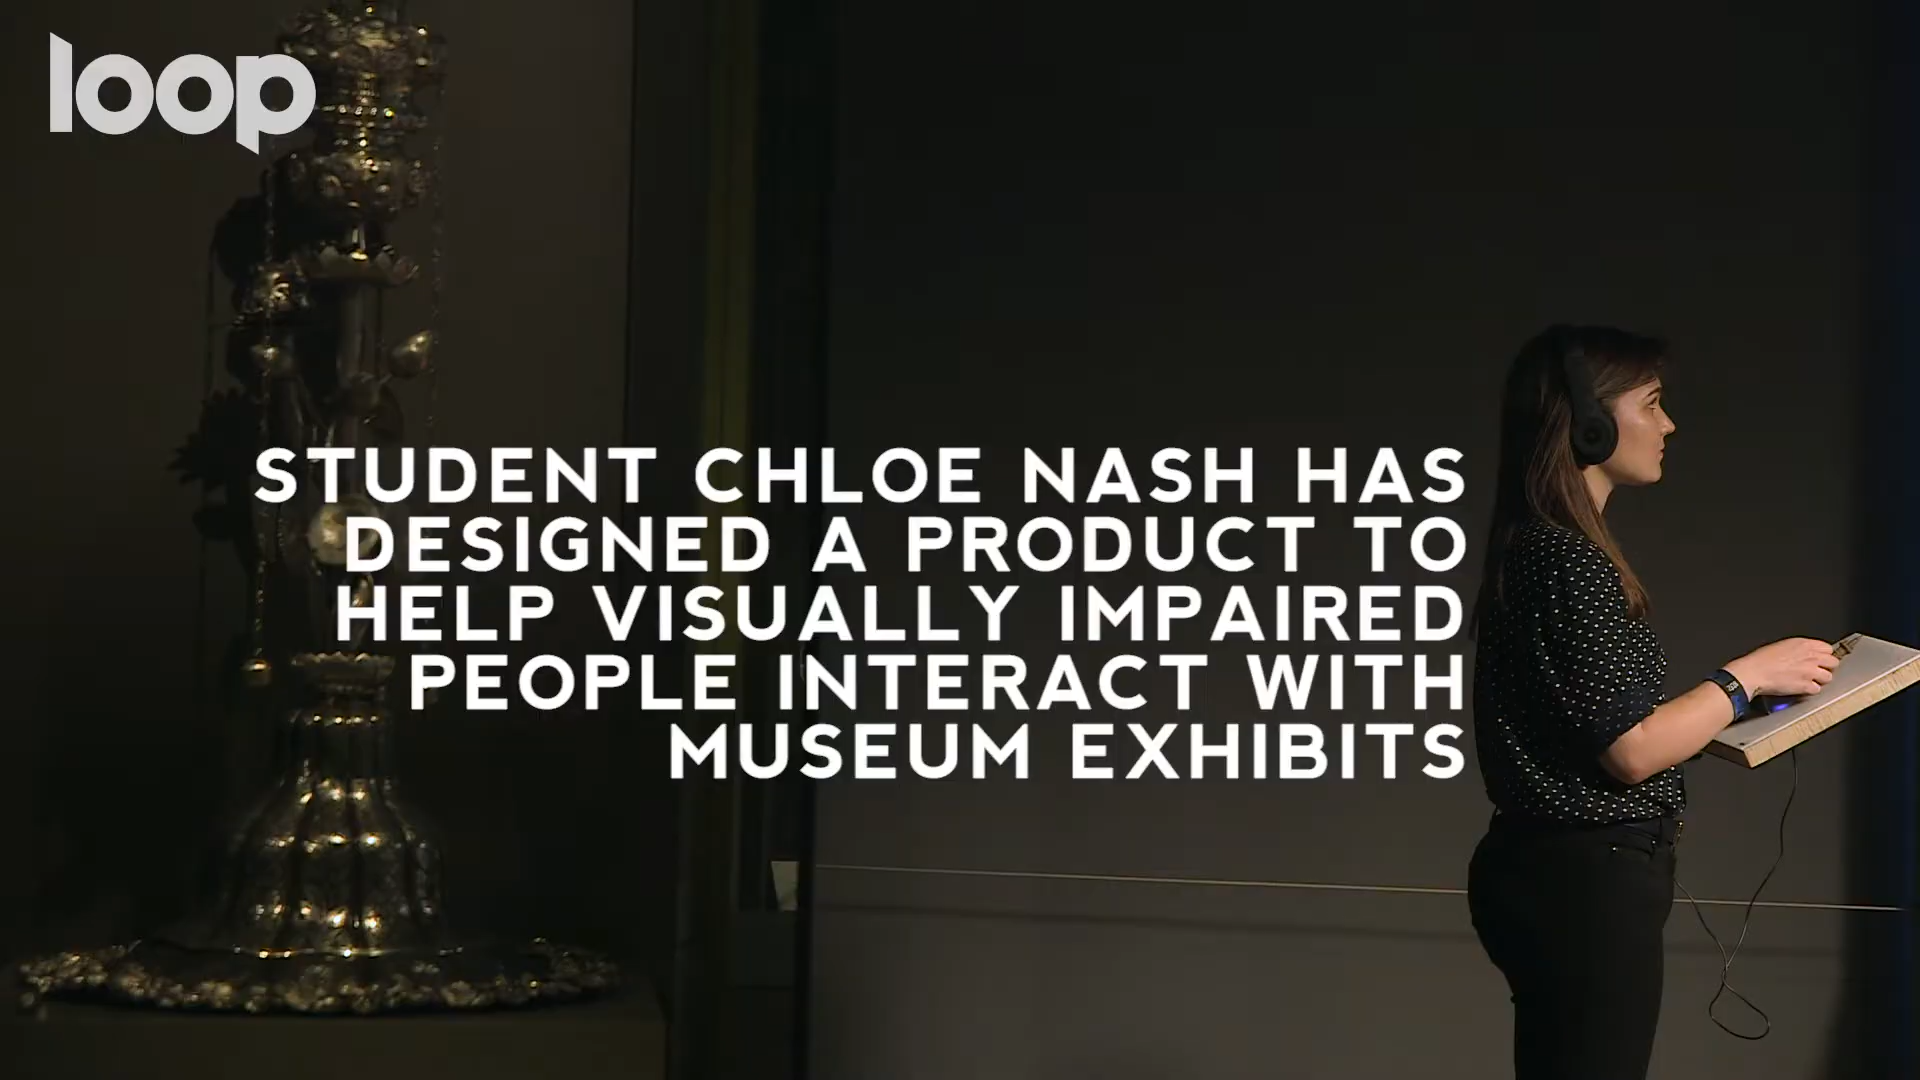 loop
STUDENT CHLOE NASH HAS
DESIGNED A PRODUCT TO
HELP VISUALLY IMPAIRED
PEOPLE INTERACT WITH
MUSEUM EXHIBITS